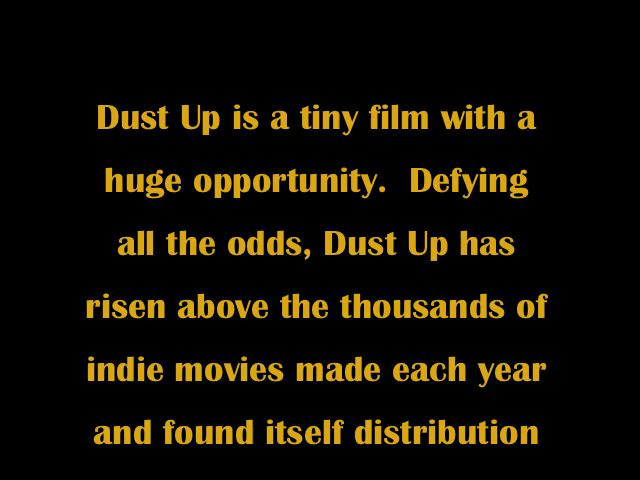 Dust Up is a tiny film with a
huge opportunity.  Defying
all the odds, Dust Up has
risen above the thousands of
indie movies made each year
and found itself distribution